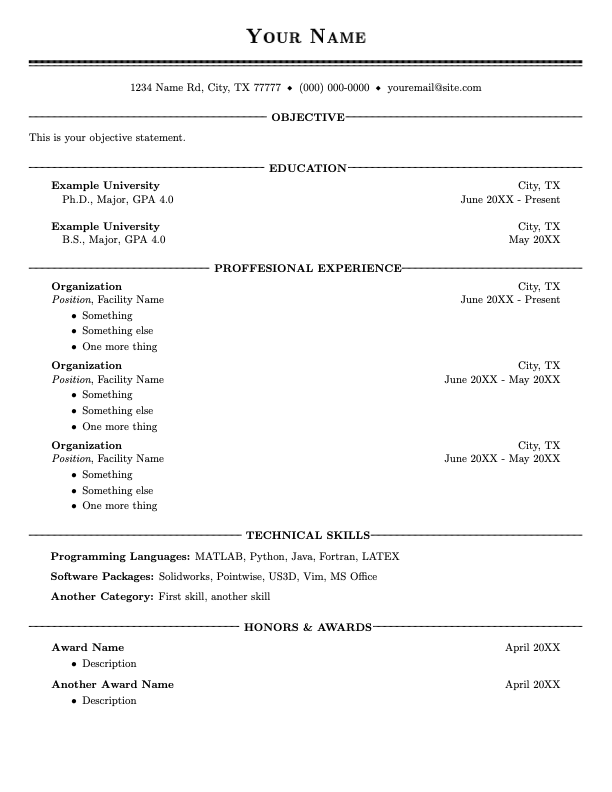 Your Name
1234 Name Rd, City, TX 77777 ◆ (000) 000-0000 ◆ youremail@site.com
OBJECTIVE
This is your objective statement.
EDUCATION
Example University City, TX
Ph.D., Major, GPA 4.0 June 20XX - Present
Example University City, TX
B.S., Major, GPA 4.0 May 20XX
PROFFESIONAL EXPERIENCE
Organization City, TX
Position, Facility Name June 20XX - Present
• Something
• Something else
• One more thing
Organization City, TX
Position, Facility Name June 20XX - May 20XX
• Something
• Something else
• One more thing
Organization City, TX
Position, Facility Name June 20XX - May 20XX
• Something
• Something else
• One more thing
TECHNICAL SKILLS
Programming Languages: MATLAB, Python, Java, Fortran, LATEX
Software Packages: Solidworks, Pointwise, US3D, Vim, MS Office
Another Category: First skill, another skill
HONORS & AWARDS
Award Name April 20XX
• Description
Another Award Name April 20XX
• Description